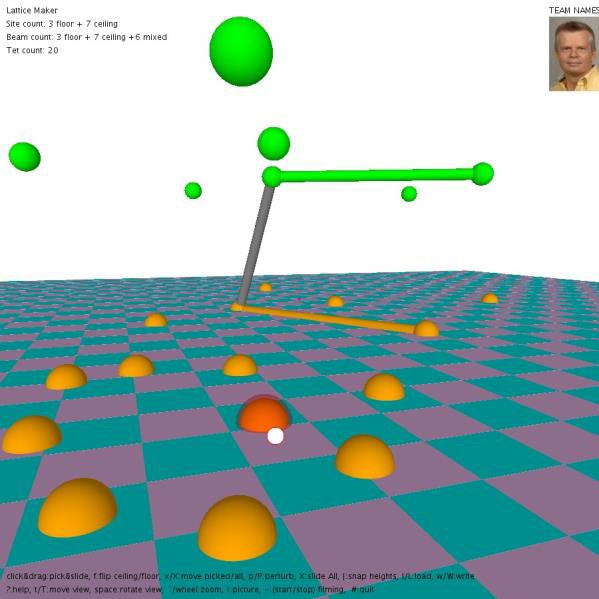 Lattice Maker
TEAM NAMES
Site count: 3 floor + 7 ceiling
Beam count: 3 floor + 7 ceiling +6 mixed
Tet count: 20
click&drag:pick&slide, f:flip ceiling/floor, x/X:move picked/all, p/P:perturb, X:slide All, |:snap heights, l/L:load, w/W:write
?:help, t/T:move view, space:rotate view, `/wheel:zoom, !:picture, ~ (start/stop) filming, #:quit